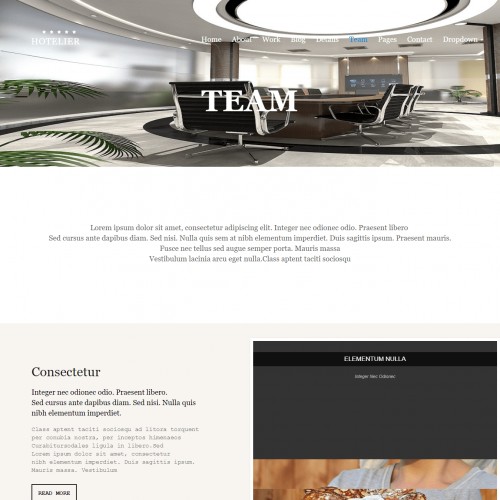 ★★★★★
HOTELIER
Home About Work Blog Details Team Pages Contact Dropdown
TEAM
Lorem ipsum dolor sit amet, consectetur adipiscing elit. Integer nec odionec odio. Praesent libero
Sed cursus ante dapibus diam. Sed nisi. Nulla quis sem at nibh elementum imperdiet. Duis sagittis ipsum. Praesent mauris.
Fusce nec tellus sed augue semper porta. Mauris massa
Vestibulum lacinia arcu eget nulla.Class aptent taciti sociosqu
ELEMENTUM NULLA
Integer Nec Odionec
Consectetur
Integer nec odionec odio. Praesent libero.
Sed cursus ante dapibus diam. Sed nisi. Nulla quis
nibh elementum imperdiet.
Class aptent taciti sociosqu ad litora torquent
per conubia nostra, per inceptos himenaeos
Curabitursodales ligula in libero.Sed
Lorem ipsum dolor sit amet, consectetur
nibh elementum imperdiet. Duis sagittis ipsum.
Mauris massa. Vestibulum
READ MORE